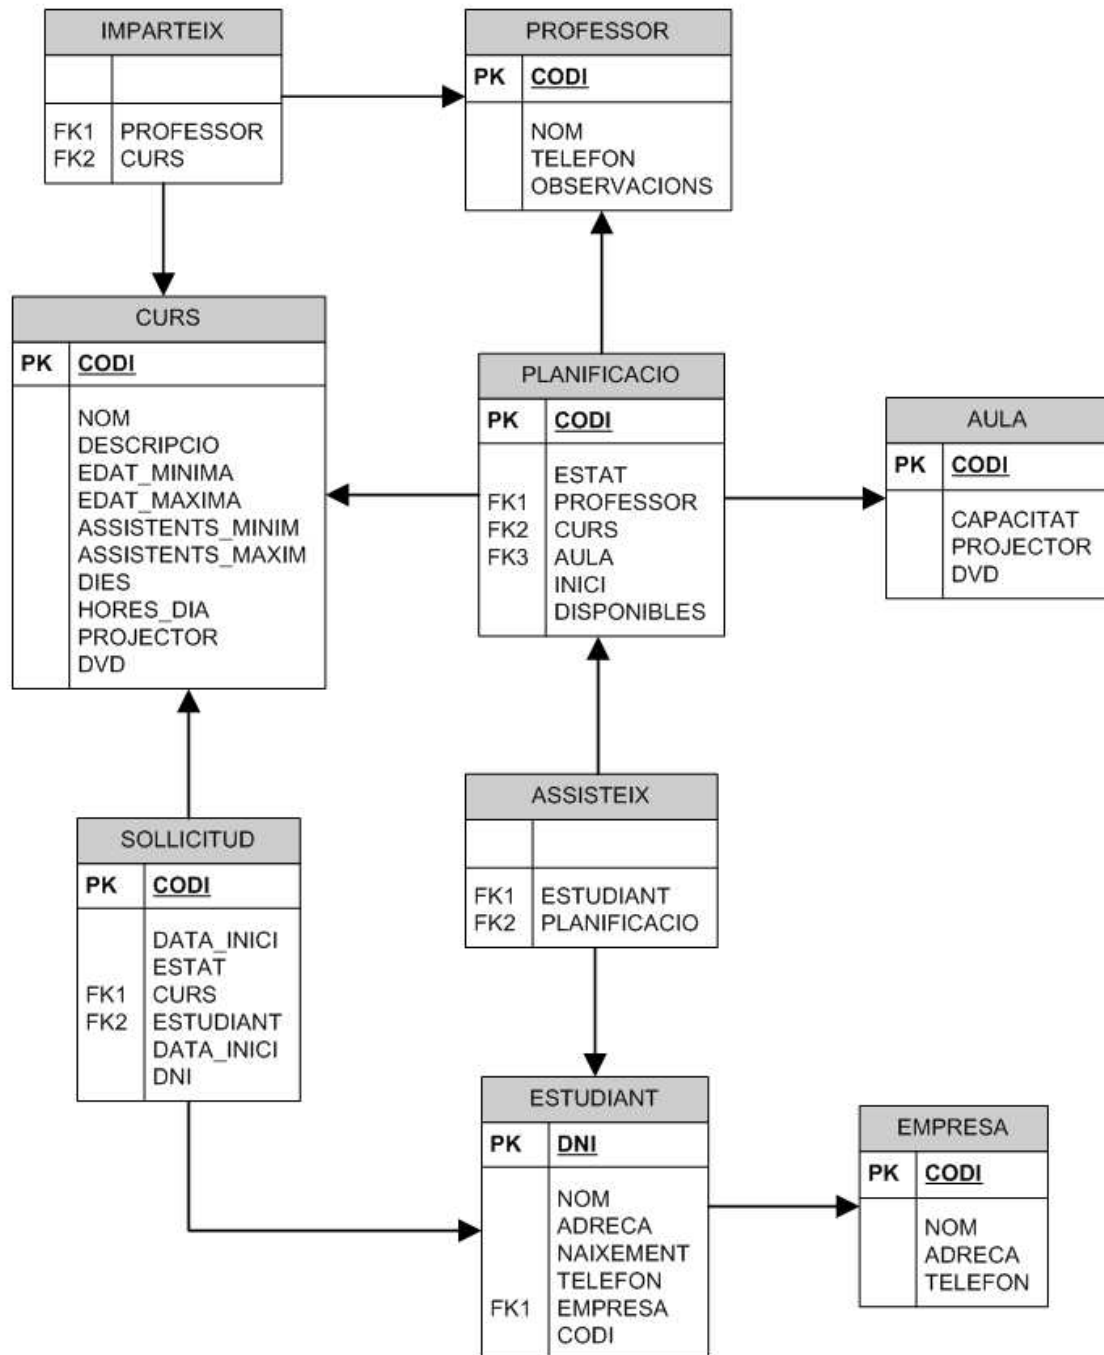 IMPARTEIX
FK1 PROFESSOR
FK2 CURS
PROFESSOR
PK CODI
NOM
TELEFON
OBSERVACIONS
CURS
PK CODI
NOM
DESCRIPCIO
EDAT_MINIMA
EDAT_MAXIMA
ASSISTENTS_MINIM
ASSISTENTS_MAXIM
DIES
HORES_DIA
PROJECTOR
DVD
PLANIFICACIO
PK CODI
ESTAT
FK1 PROFESSOR
FK2 CURS
FK3 AULA
INICI
DISPONIBLES
AULA
PK CODI
CAPACITAT
PROJECTOR
DVD
SOLLICITUD
PK CODI
DATA_INICI
ESTAT
FK1 CURS
FK2 ESTUDIANT
DATA_INICI
DNI
ASSISTEIX
FK1 ESTUDIANT
FK2 PLANIFICACIO
ESTUDIANT
PK DNI
NOM
ADRECA
NAIXEMENT
TELEFON
FK1 EMPRESA
CODI
EMPRESA
PK CODI
NOM
ADRECA
TELEFON